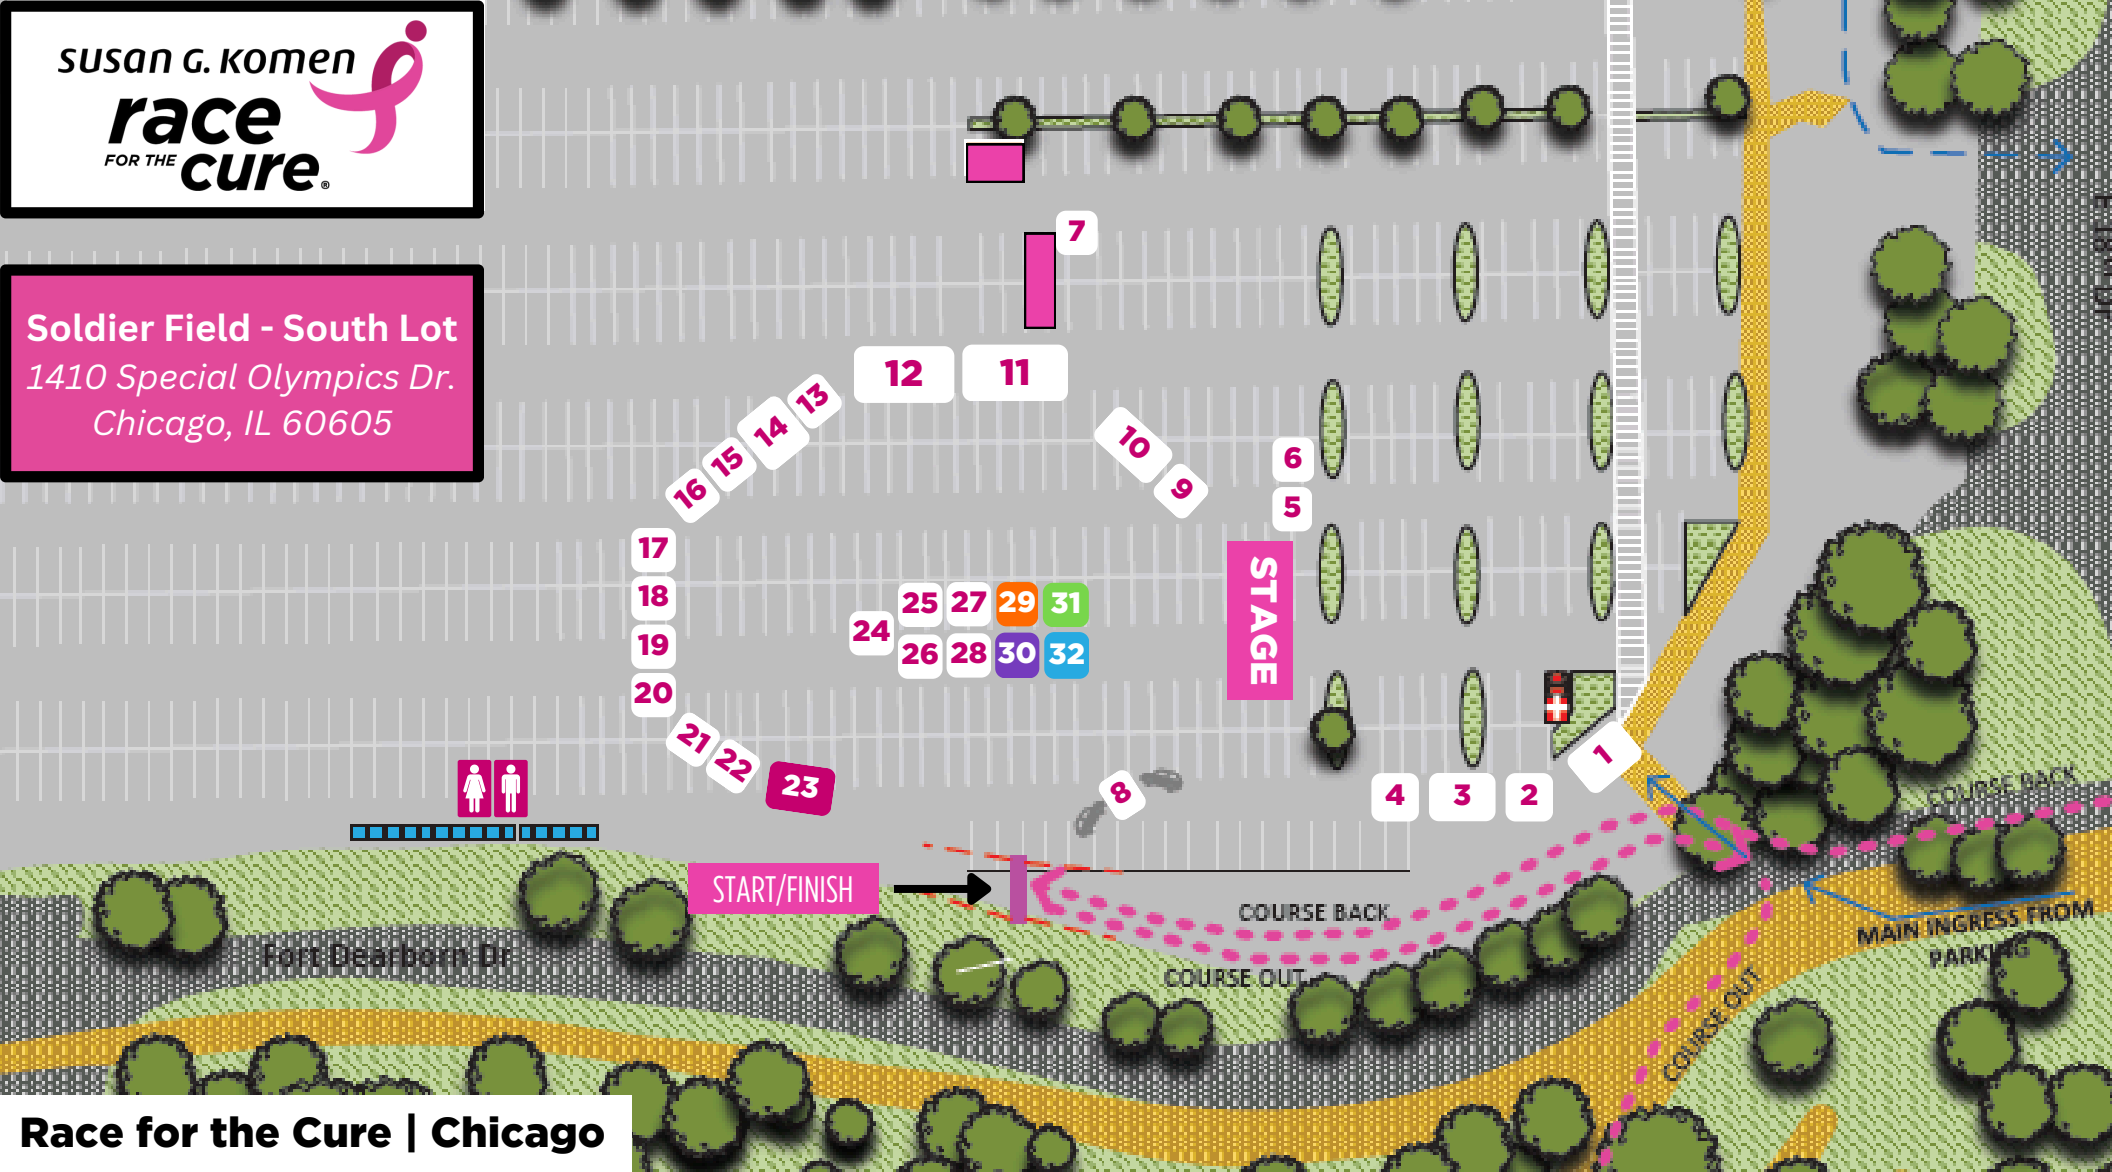 SUSAN G. KOMEN
race
FOR THE
cure®
Soldier Field - South Lot
1410 Special Olympics Dr.
Chicago, IL 60605
7
12
11
13
14
15
16
10
9
6
5
17
18
19
20
21
22
23
24
25
27
29
31
26
28
30
32
STAGE
1
8
4
3
2
START/FINISH
COURSE BACK
COURSE BACK
COURSE OUT
COURSE OUT
MAIN INGRESS FROM
PARKING
Fort Dearborn Dr
Race for the Cure | Chicago